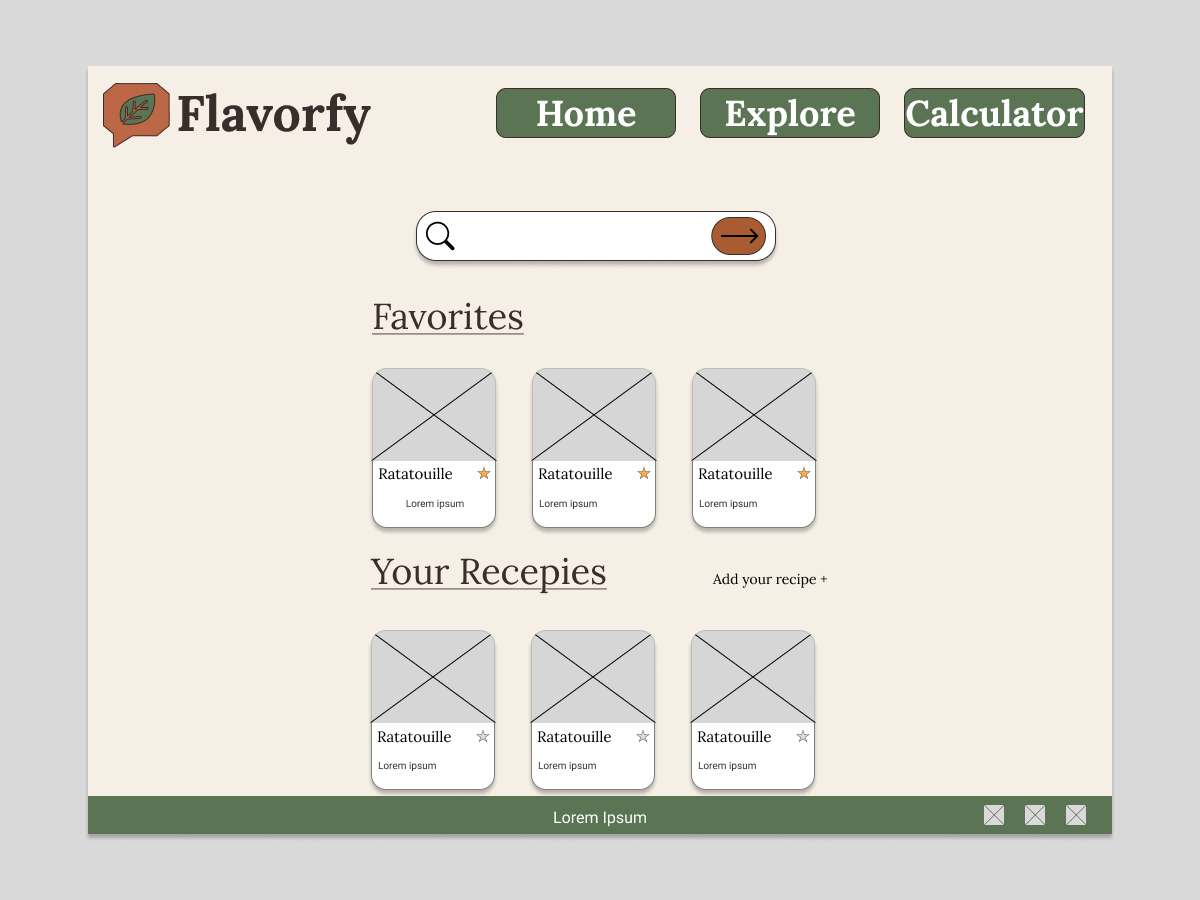 Flavorfy
Home
Explore
Calculator
Favorites
Ratatouille
Lorem ipsum
Ratatouille
Lorem ipsum
Ratatouille
Lorem ipsum
Your Recepies
Add your recipe +
Ratatouille
Lorem ipsum
Ratatouille
Lorem ipsum
Ratatouille
Lorem ipsum
Lorem Ipsum